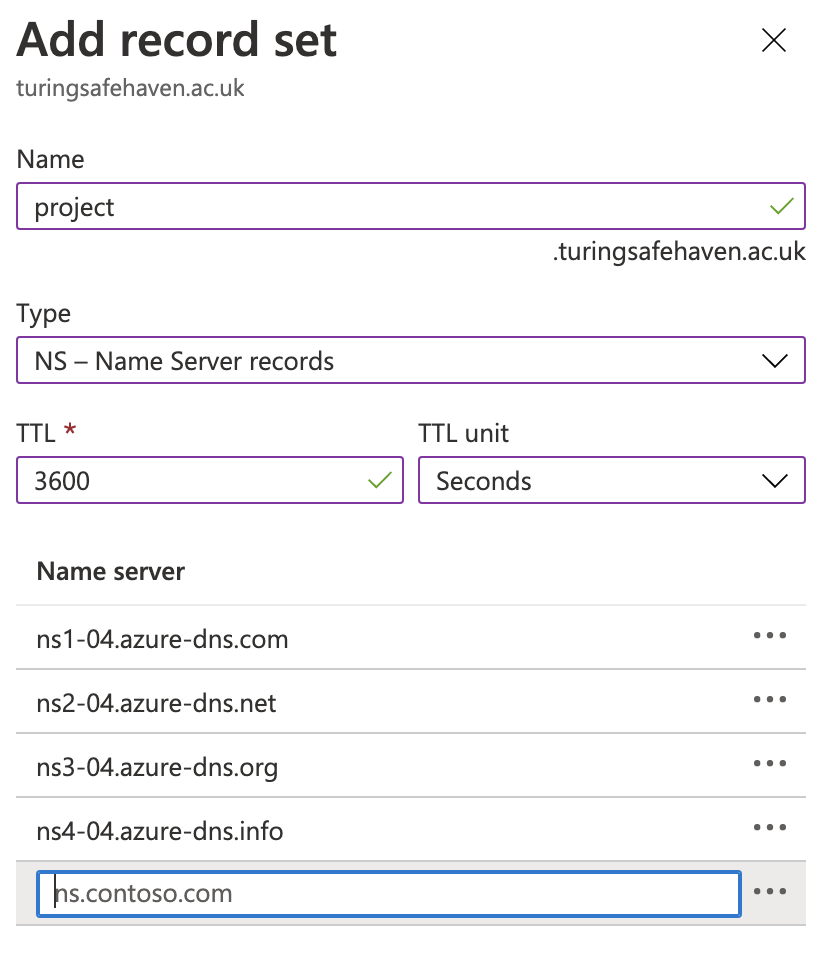 Add record set
turingsafehaven.ac.uk
Name
project
.turingsafehaven.ac.uk
Type
NS – Name Server records
TTL *
TTL unit
3600
Seconds
Name server
ns1-04.azure-dns.com
ns2-04.azure-dns.net
ns3-04.azure-dns.org
ns4-04.azure-dns.info
ns.contoso.com